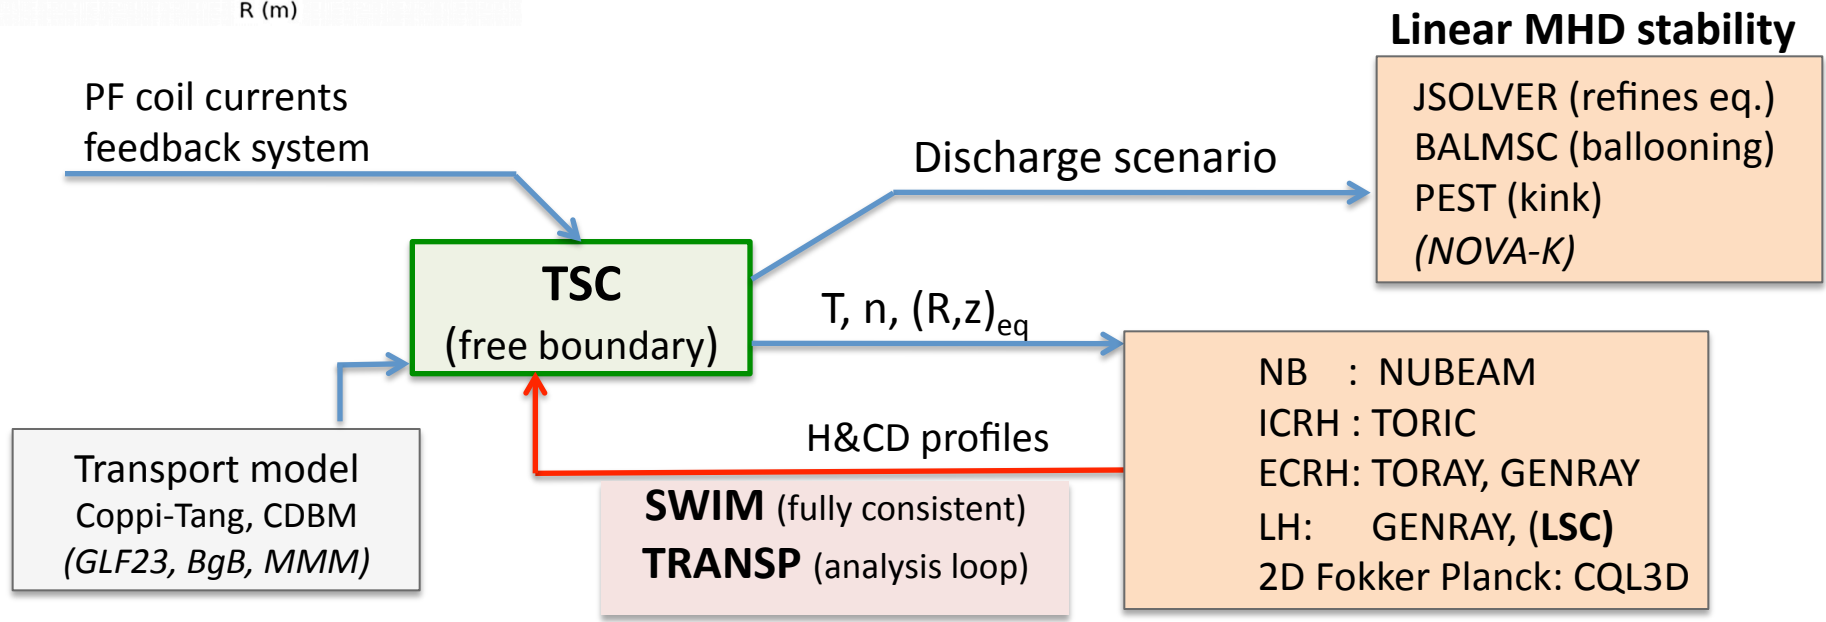 R (m)
Linear MHD stability
PF coil currents
feedback system
JSOLVER (refines eq.)
BALMSC (ballooning)
PEST (kink)
(NOVA-K)
Discharge scenario
TSC
(free boundary)
T, n, (R,z)eq
H&CD profiles
NB : NUBEAM
ICRH : TORIC
ECRH: TORAY, GENRAY
LH: GENRAY, (LSC)
2D Fokker Planck: CQL3D
Transport model
Coppi-Tang, CDBM
(GLF23, BgB, MMM)
SWIM (fully consistent)
TRANSP (analysis loop)